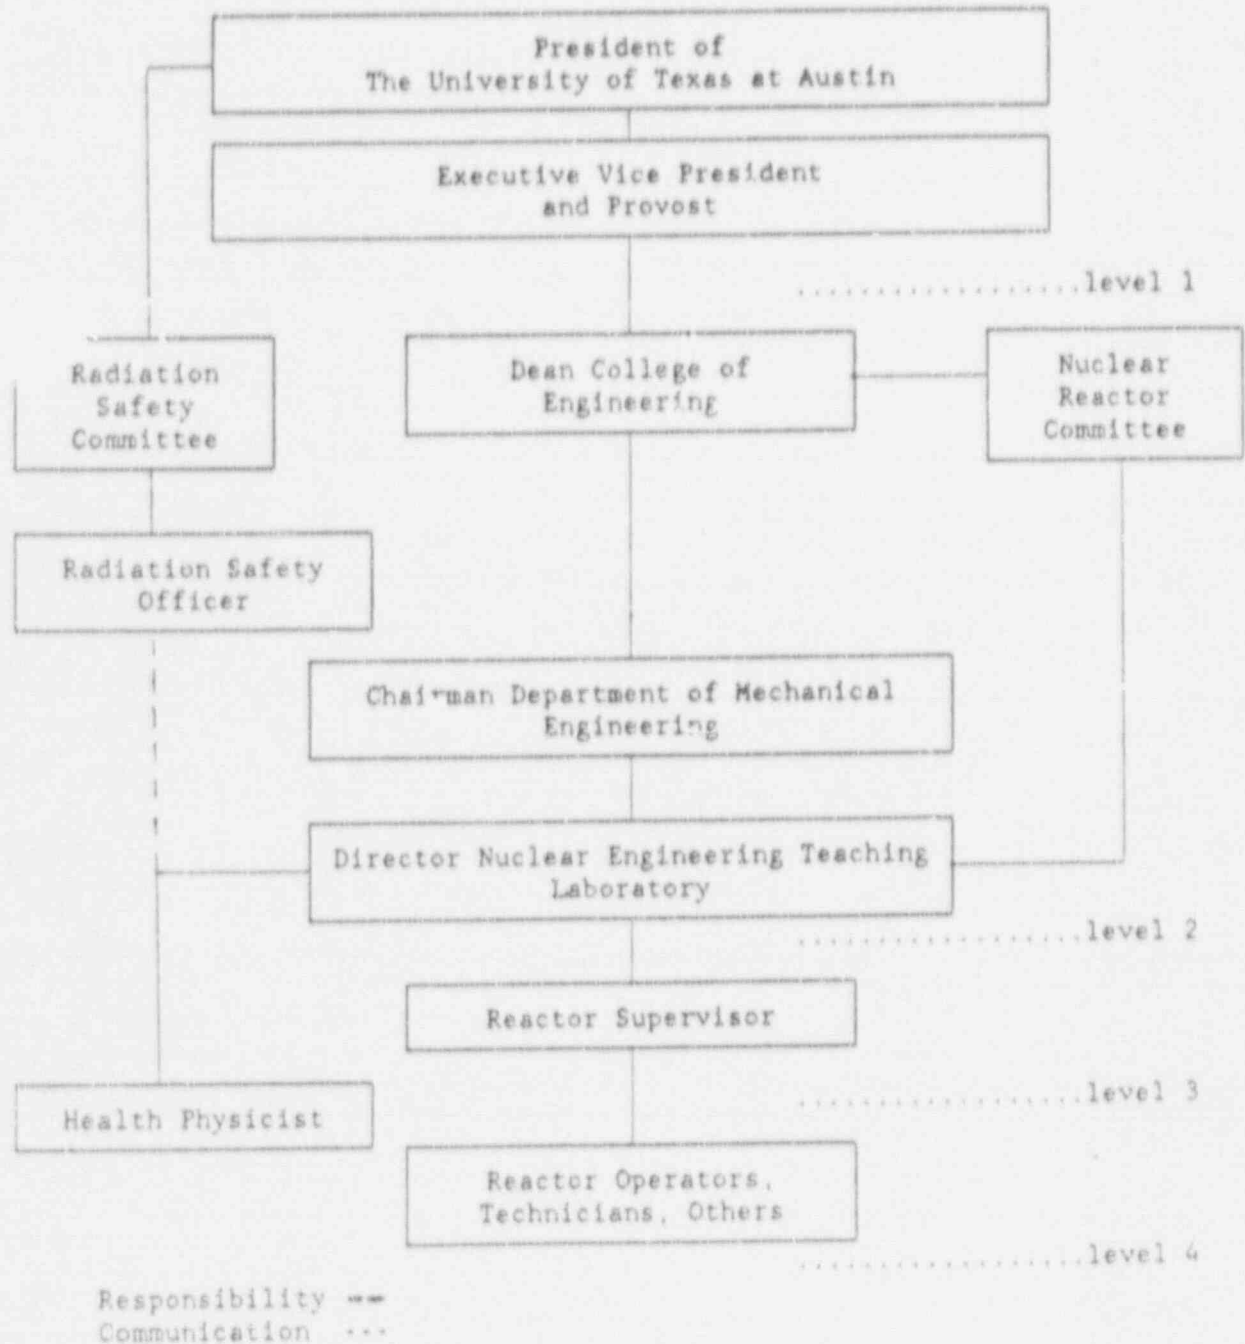 President of
The University of Texas at Austin
Executive Vice President
and Provost
..................level 1
Radiation
Safety
Committee
Dean College of
Engineering
Nuclear
Reactor
Committee
Radiation Safety
Officer
Chairman Department of Mechanical
Engineering
Director Nuclear Engineering Teaching
Laboratory
..................level 2
Reactor Supervisor
..................level 3
Health Physicist
Reactor Operators,
Technicians, Others
..................level 4
Responsibility --
Communication ...